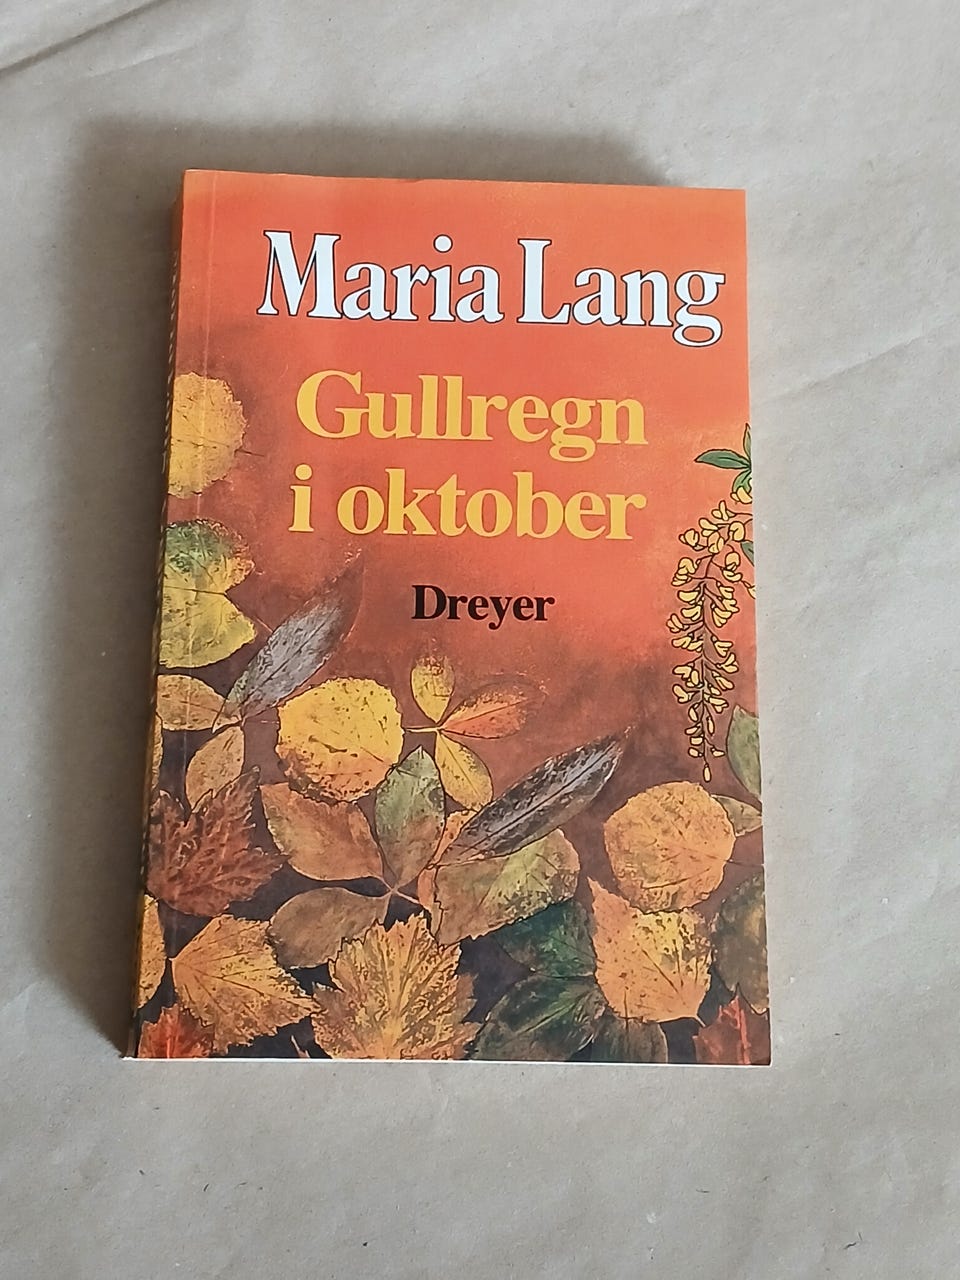 Maria Lang
Gullregn
i oktober
Dreyer